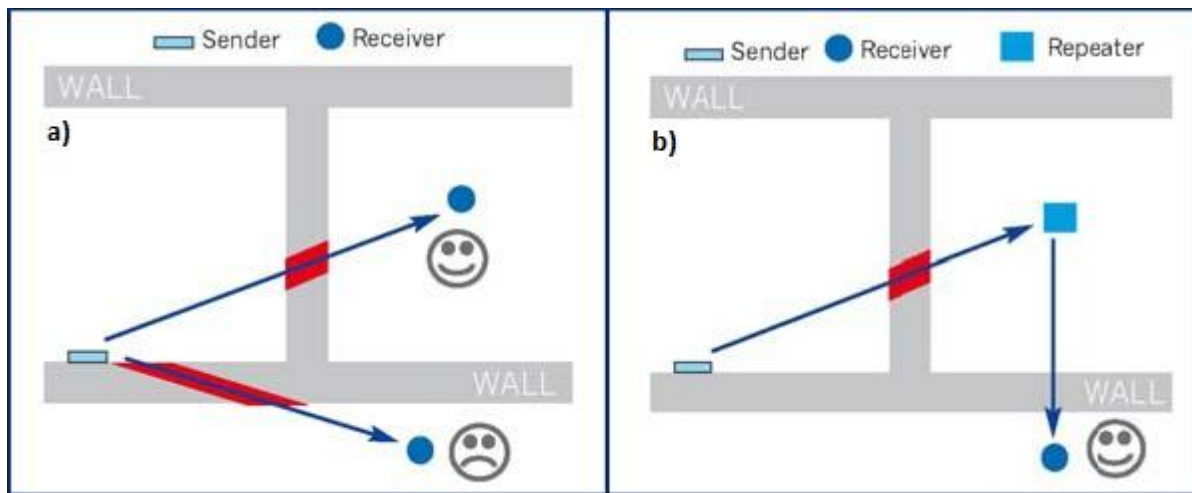 Sender Receiver
WALL
a)
WALL
Sender Receiver Repeater
WALL
b)
WALL